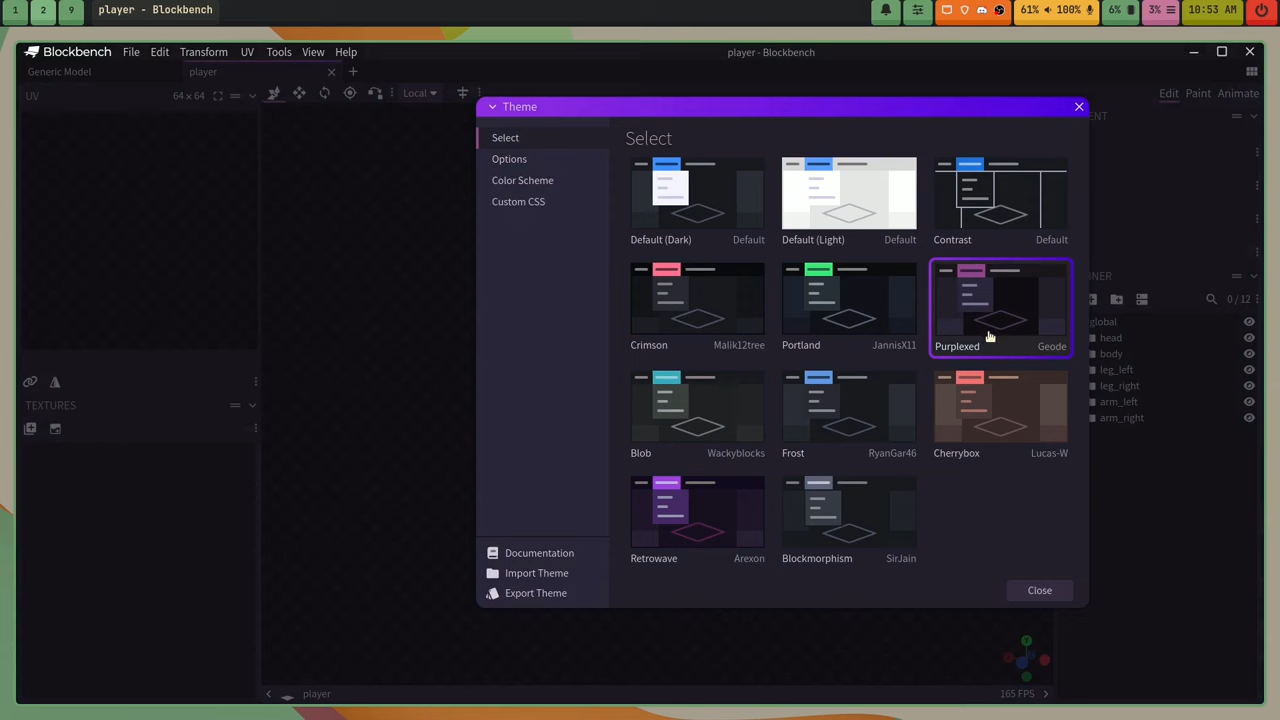 1 2 9 player - Blockbench 61% 100% 6% 3% 10:53 AM
Blockbench File Edit Transform UV Tools View Help player - Blockbench
Generic Model player
UV 64 × 64 Local Edit Paint Animate
Theme
ENT
Select
Options
Color Scheme
Custom CSS
Documentation
Import Theme
Export Theme
Select
Default (Dark) Default
Default (Light) Default
Contrast Default
Crimson Malik12tree
Portland JannisX11
Purplexed Geode
Blob Wackyblocks
Frost RyanGar46
Cherrybox Lucas-W
Retrowave Arexon
Blockmorphism SirJain
Close
TEXTURES
INER
0 / 12
global
head
body
leg_left
leg_right
arm_left
arm_right
player 165 FPS